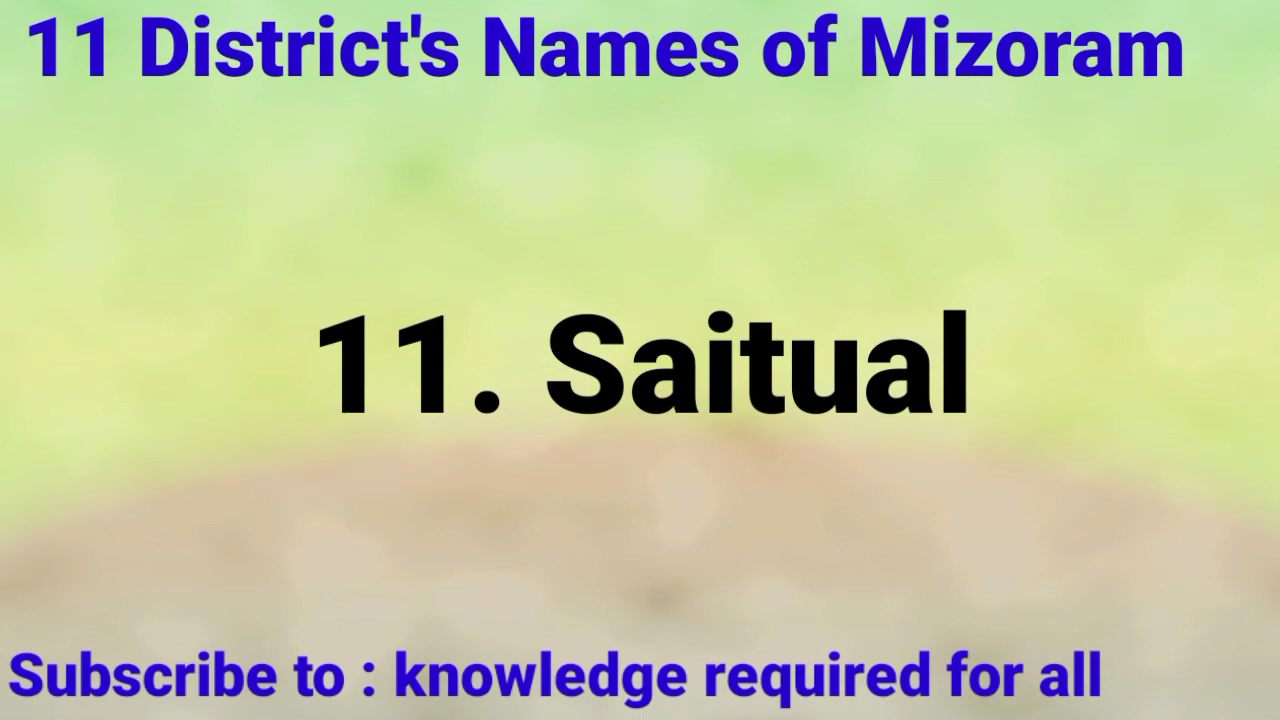 11 District's Names of Mizoram
11. Saitual
Subscribe to : knowledge required for all